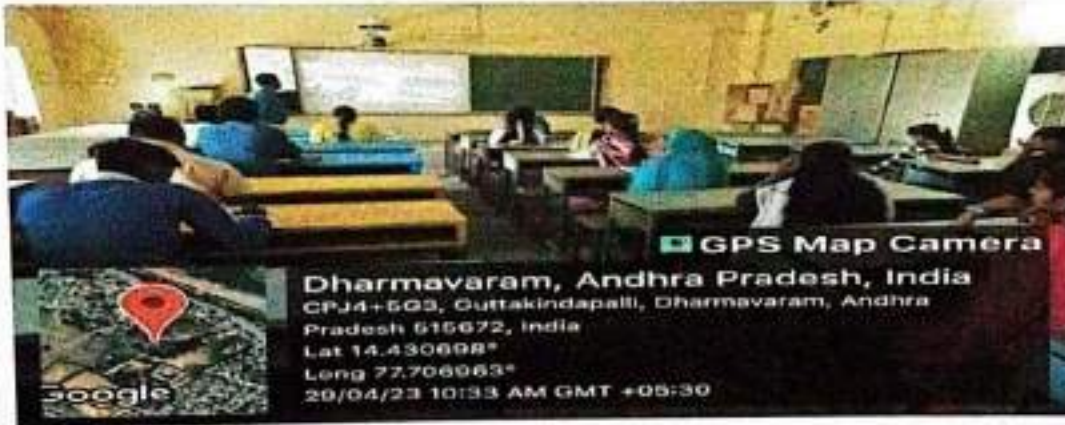 GPS Map Camera
Dharmavaram, Andhra Pradesh, India
CPJ4+5G3, Guttakindapalli, Dharmavaram, Andhra
Pradesh 515672, India
Lat 14.430698°
Long 77.706963°
29/04/23 10:33 AM GMT +05:30
Google